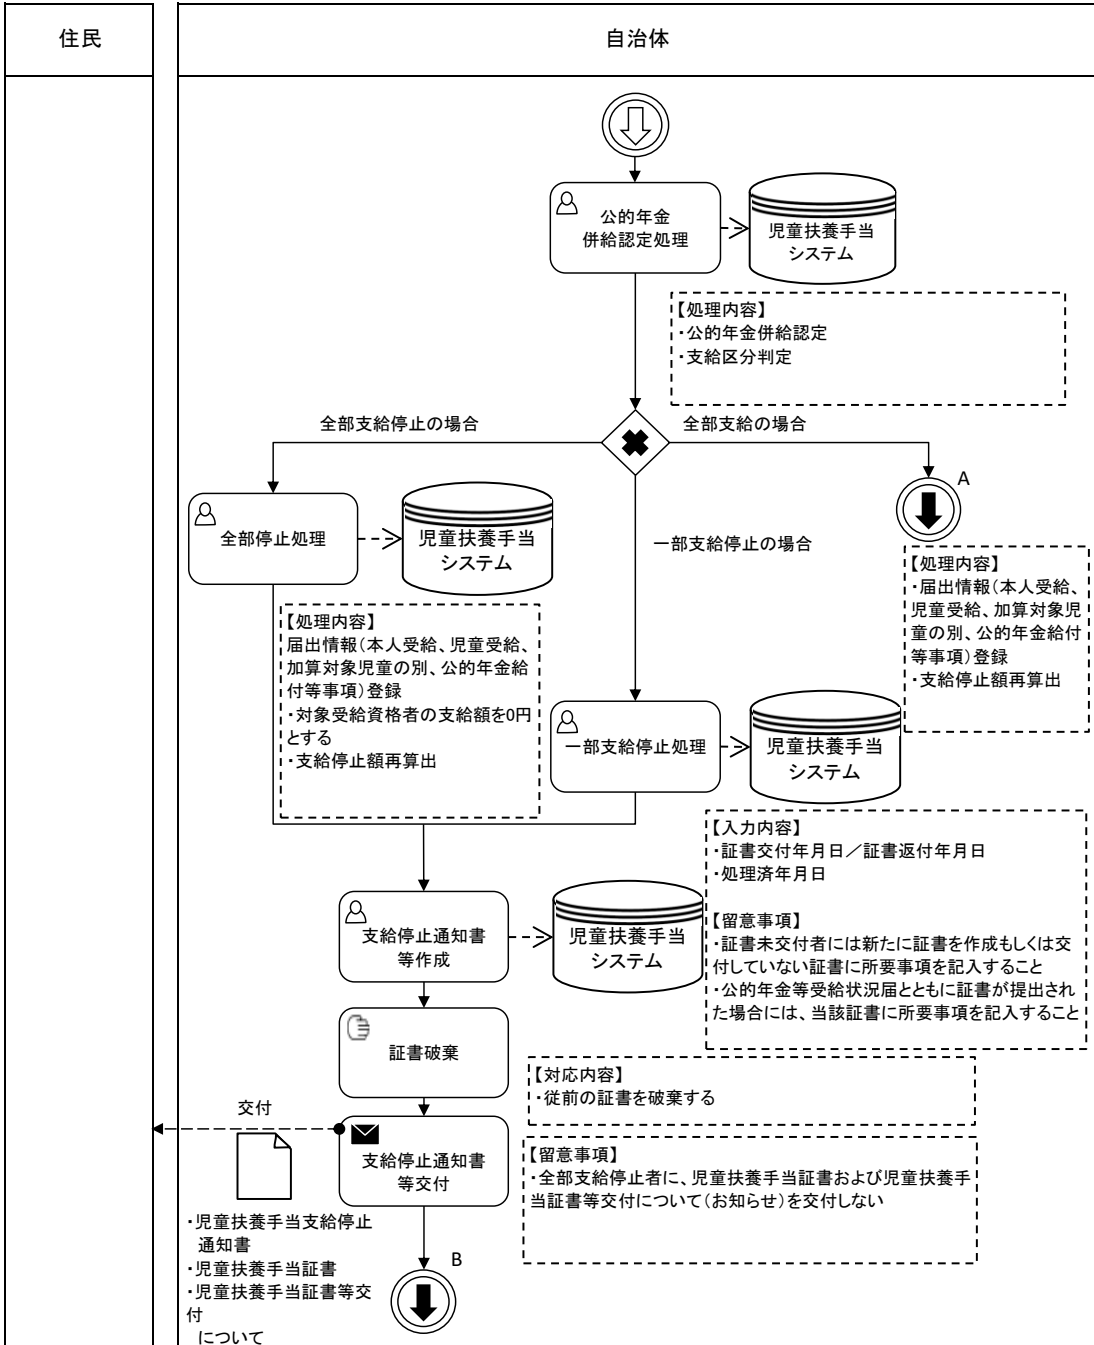 住民
自治体
公的年金
併給認定処理
児童扶養手当
システム
【処理内容】
・公的年金併給認定
・支給区分判定
全部支給停止の場合
全部支給の場合
A
全部停止処理
児童扶養手当
システム
一部支給停止の場合
【処理内容】
・届出情報（本人受給、
児童受給、加算対象児
童の別、公的年金給付
等事項）登録
・支給停止額再算出
【処理内容】
届出情報（本人受給、児童受給、
加算対象児童の別、公的年金給
付等事項）登録
・対象受給資格者の支給額を0円
とする
・支給停止額再算出
一部支給停止処理
児童扶養手当
システム
【入力内容】
・証書交付年月日／証書返付年月日
・処理済年月日
【留意事項】
・証書未交付者には新たに証書を作成もしくは交
付していない証書に所要事項を記入すること
・公的年金等受給状況届とともに証書が提出され
た場合には、当該証書に所要事項を記入すること
支給停止通知書
等作成
児童扶養手当
システム
証書破棄
【対応内容】
・従前の証書を破棄する
交付
支給停止通知書
等交付
【留意事項】
・全部支給停止者に、児童扶養手当証書および児童扶養手
当証書等交付について（お知らせ）を交付しない
・児童扶養手当支給停止
通知書
・児童扶養手当証書
・児童扶養手当証書等交
付
について
B